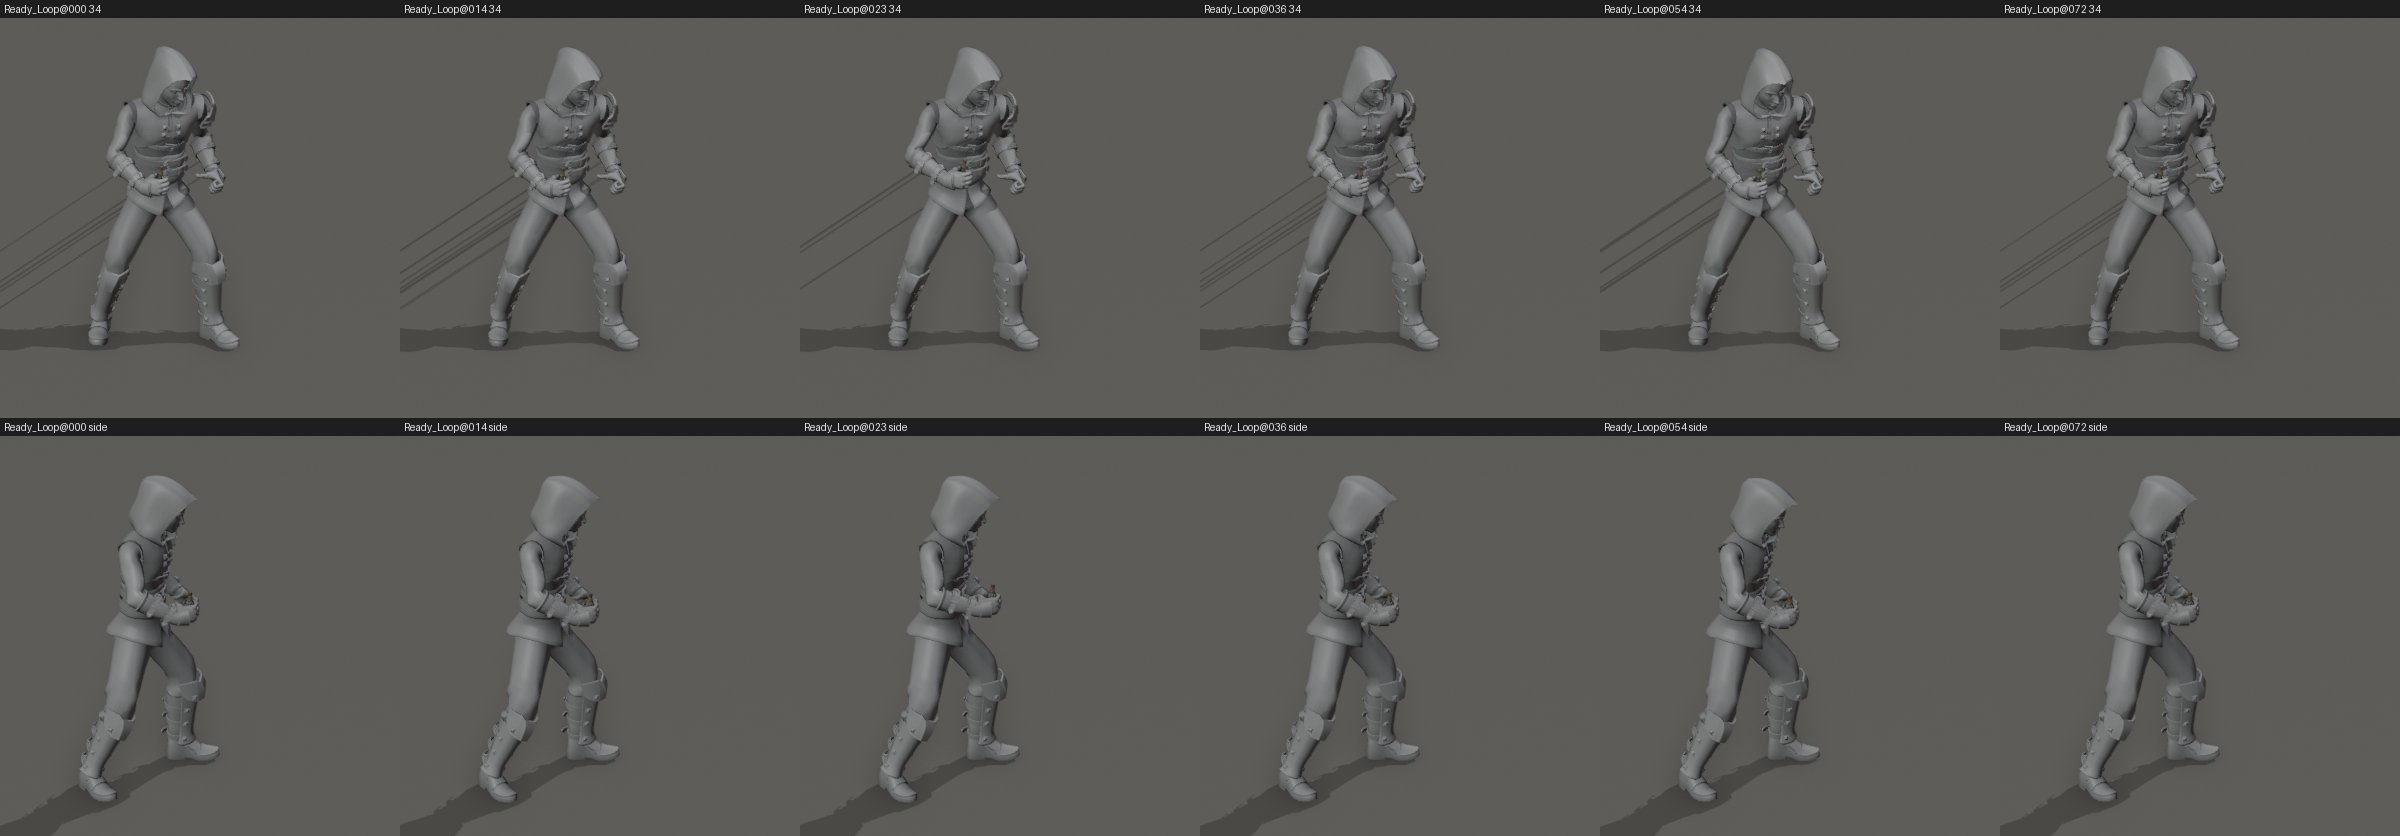 Ready_Loop@000 34
Ready_Loop@014 34
Ready_Loop@023 34
Ready_Loop@036 34
Ready_Loop@054 34
Ready_Loop@072 34
Ready_Loop@000 side
Ready_Loop@014 side
Ready_Loop@023 side
Ready_Loop@036 side
Ready_Loop@054 side
Ready_Loop@072 side